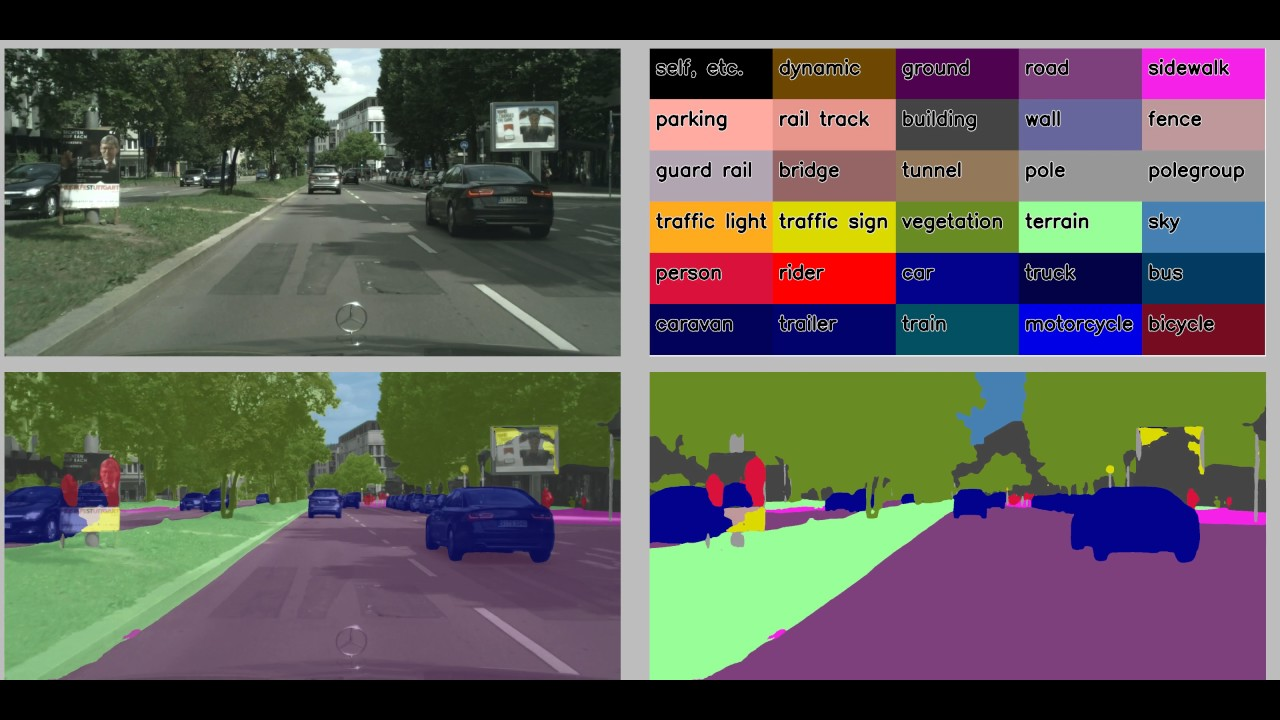 self, etc. dynamic ground road sidewalk
parking rail track building wall fence
guard rail bridge tunnel pole polegroup
traffic light traffic sign vegetation terrain sky
person rider car truck bus
caravan trailer train motorcycle bicycle